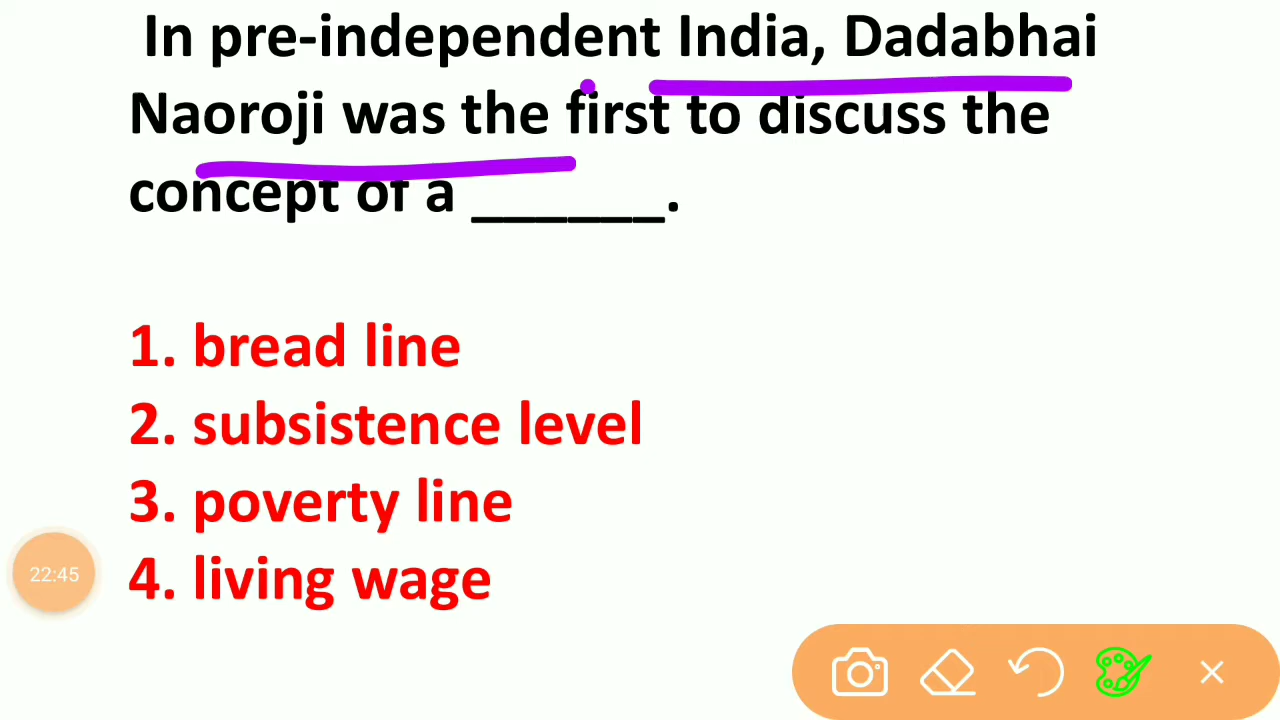 In pre-independent India, Dadabhai
Naoroji was the first to discuss the
concept of a ______.
1. bread line
2. subsistence level
3. poverty line
4. living wage
22:45